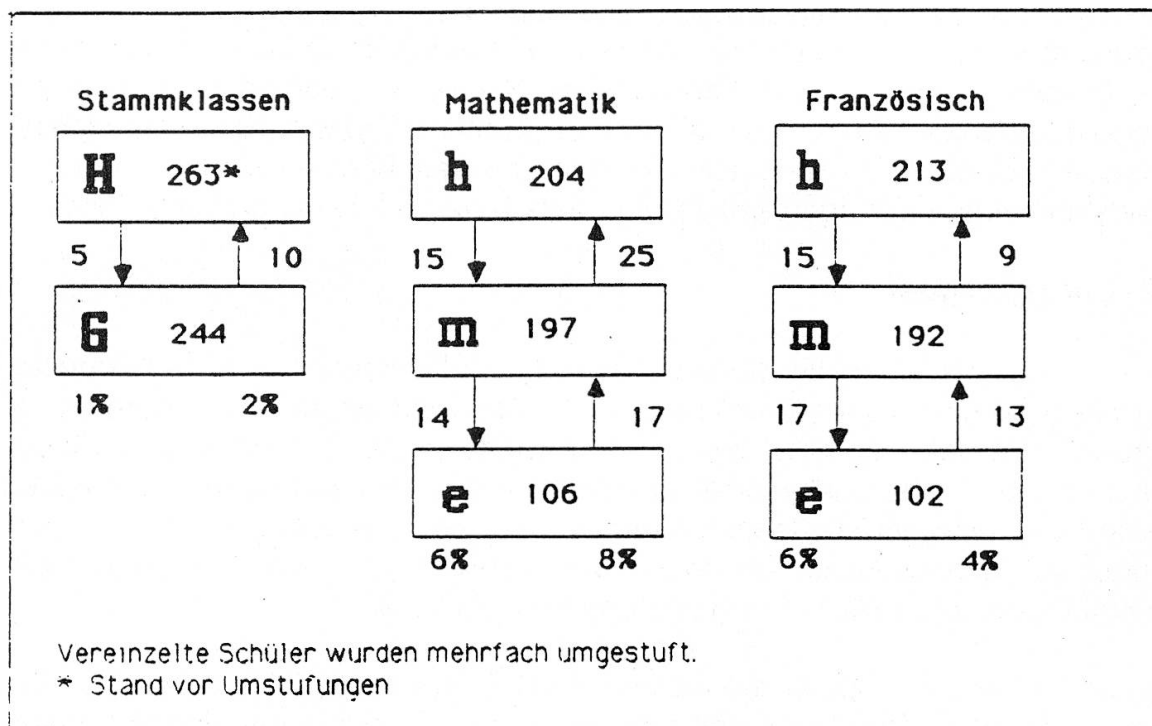 Stammklassen Mathematik Französisch
H 263* h 204 h 213
5 10 15 25 15 9
G 244 m 197 m 192
1% 2% 14 17 17 13
e 106 e 102
6% 8% 6% 4%
Vereinzelte Schüler wurden mehrfach umgestuft.
* Stand vor Umstufungen